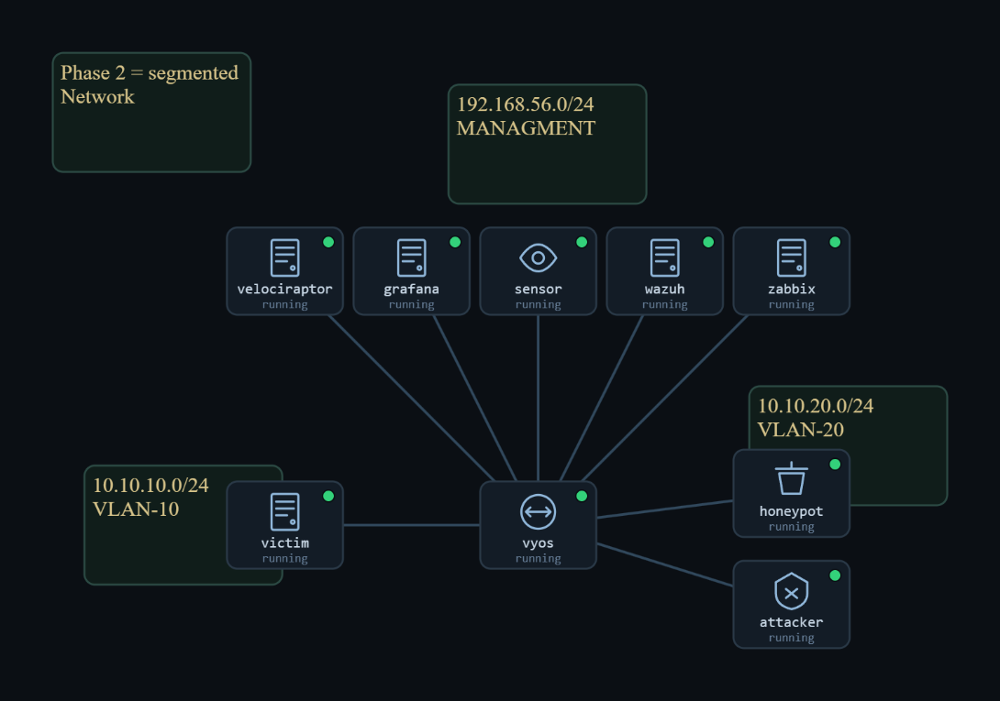 Phase 2 = segmented
Network
192.168.56.0/24
MANAGMENT
velociraptor
running
grafana
running
sensor
running
wazuh
running
zabbix
running
10.10.20.0/24
VLAN-20
10.10.10.0/24
VLAN-10
victim
running
vyos
running
honeypot
running
attacker
running